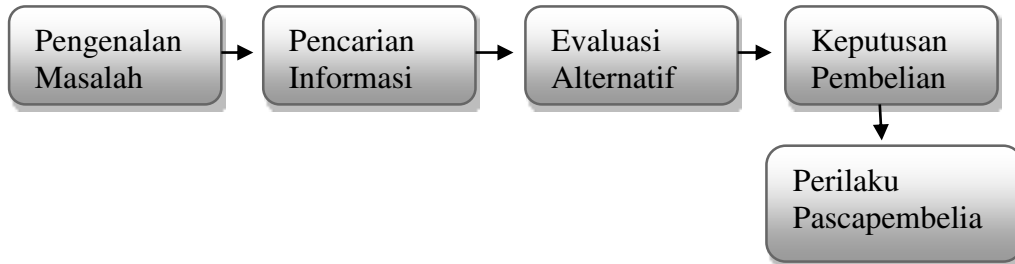 Pengenalan
Masalah
Pencarian
Informasi
Evaluasi
Alternatif
Keputusan
Pembelian
Perilaku
Pascapembelia